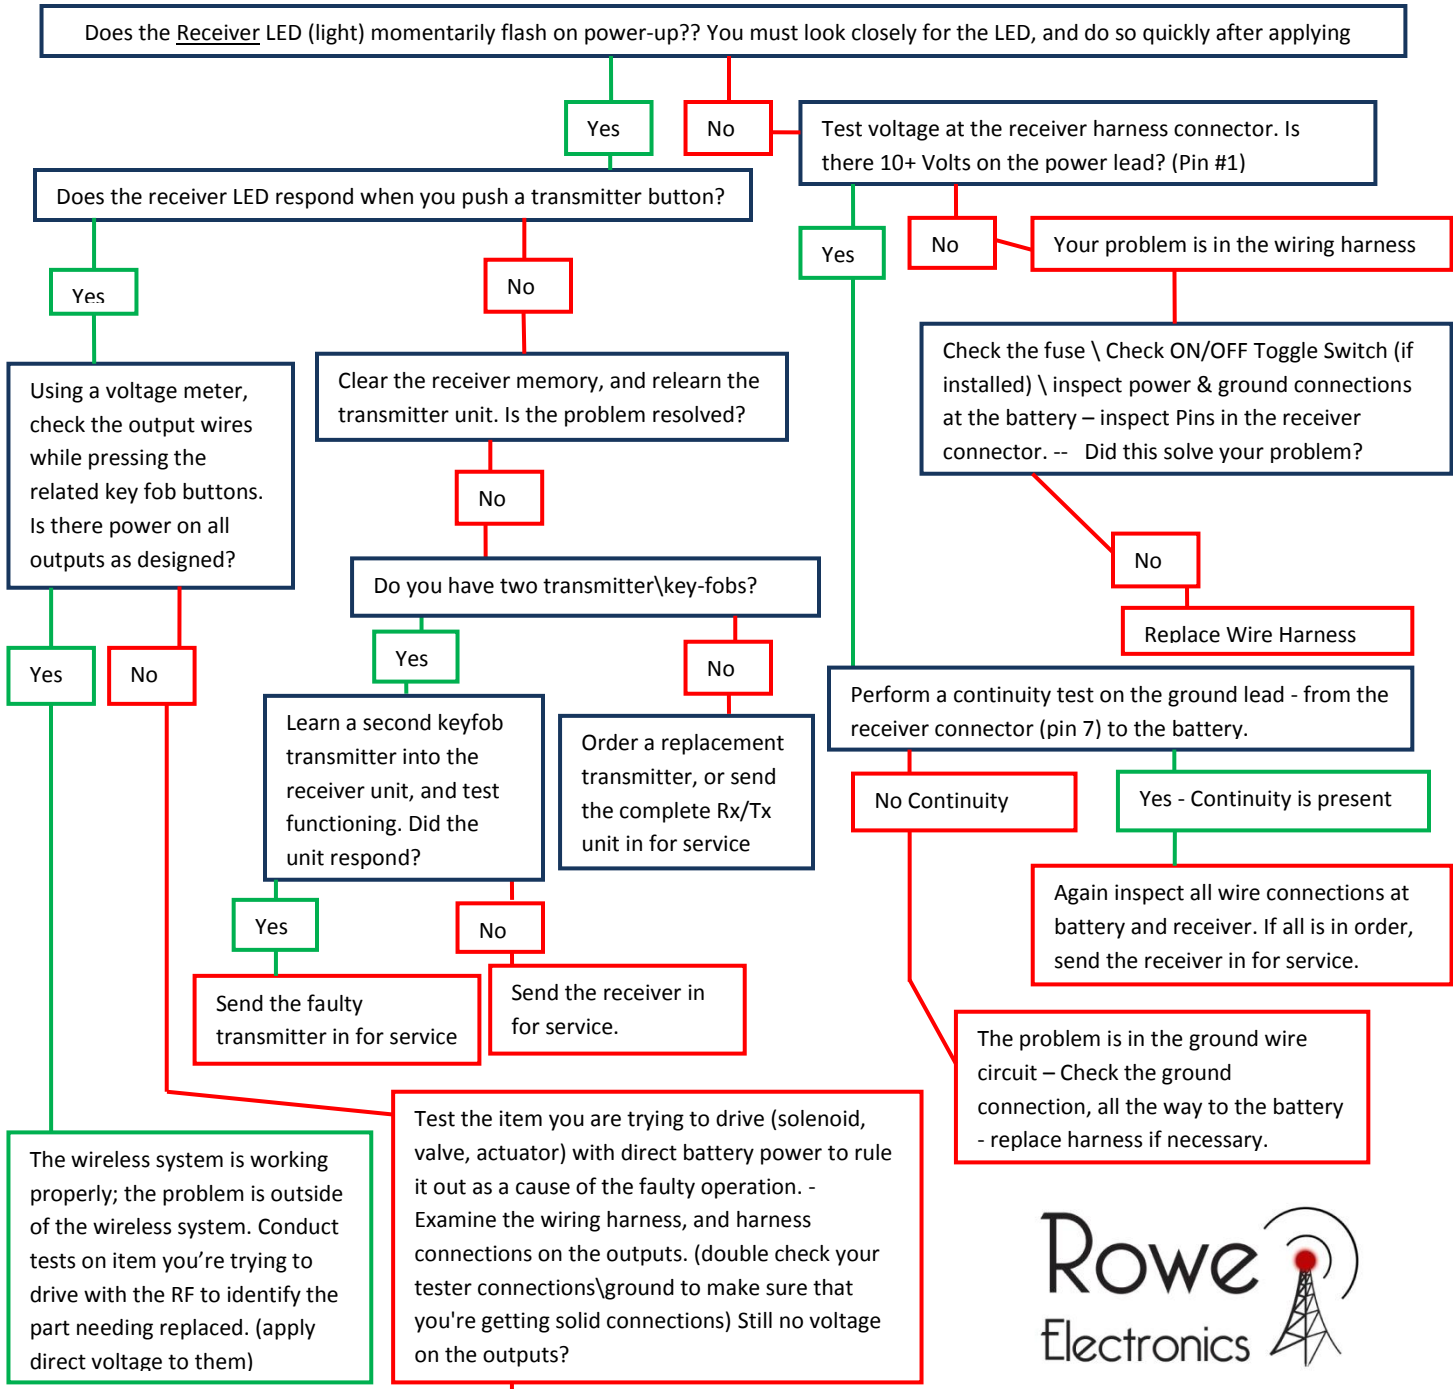 Does the Receiver LED (light) momentarily flash on power-up?? You must look closely for the LED, and do so quickly after applying
Yes
No
Test voltage at the receiver harness connector. Is
there 10+ Volts on the power lead? (Pin #1)
Does the receiver LED respond when you push a transmitter button?
Yes
No
Your problem is in the wiring harness
Yes
No
Check the fuse \ Check ON/OFF Toggle Switch (if
installed) \ inspect power & ground connections
at the battery – inspect Pins in the receiver
connector. -- Did this solve your problem?
Using a voltage meter,
check the output wires
while pressing the
related key fob buttons.
Is there power on all
outputs as designed?
Clear the receiver memory, and relearn the
transmitter unit. Is the problem resolved?
No
No
Do you have two transmitter\key-fobs?
Replace Wire Harness
Yes
No
Yes
No
Perform a continuity test on the ground lead - from the
receiver connector (pin 7) to the battery.
Learn a second keyfob
transmitter into the
receiver unit, and test
functioning. Did the
unit respond?
Order a replacement
transmitter, or send
the complete Rx/Tx
unit in for service
No Continuity
Yes - Continuity is present
Again inspect all wire connections at
battery and receiver. If all is in order,
send the receiver in for service.
Yes
No
Send the faulty
transmitter in for service
Send the receiver in
for service.
The problem is in the ground wire
circuit – Check the ground
connection, all the way to the battery
- replace harness if necessary.
The wireless system is working
properly; the problem is outside
of the wireless system. Conduct
tests on item you’re trying to
drive with the RF to identify the
part needing replaced. (apply
direct voltage to them)
Test the item you are trying to drive (solenoid,
valve, actuator) with direct battery power to rule
it out as a cause of the faulty operation. -
Examine the wiring harness, and harness
connections on the outputs. (double check your
tester connections\ground to make sure that
you're getting solid connections) Still no voltage
on the outputs?
Rowe
Electronics